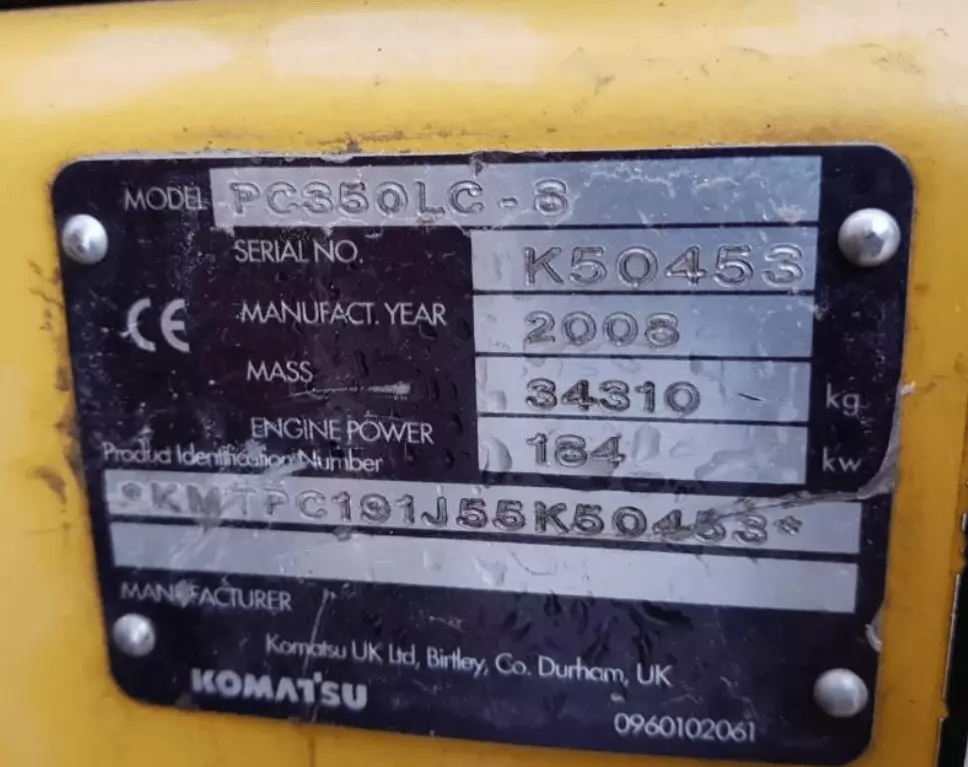 MODEL PC350LC-8
SERIAL NO. K50453
CE MANUFACT. YEAR 2008
MASS 34310 kg
ENGINE POWER 184 kw
Product Identification Number
*KMTPC191J55K50453*
MANUFACTURER
Komatsu UK Ltd, Birtley, Co. Durham, UK
KOMATSU
0960102061